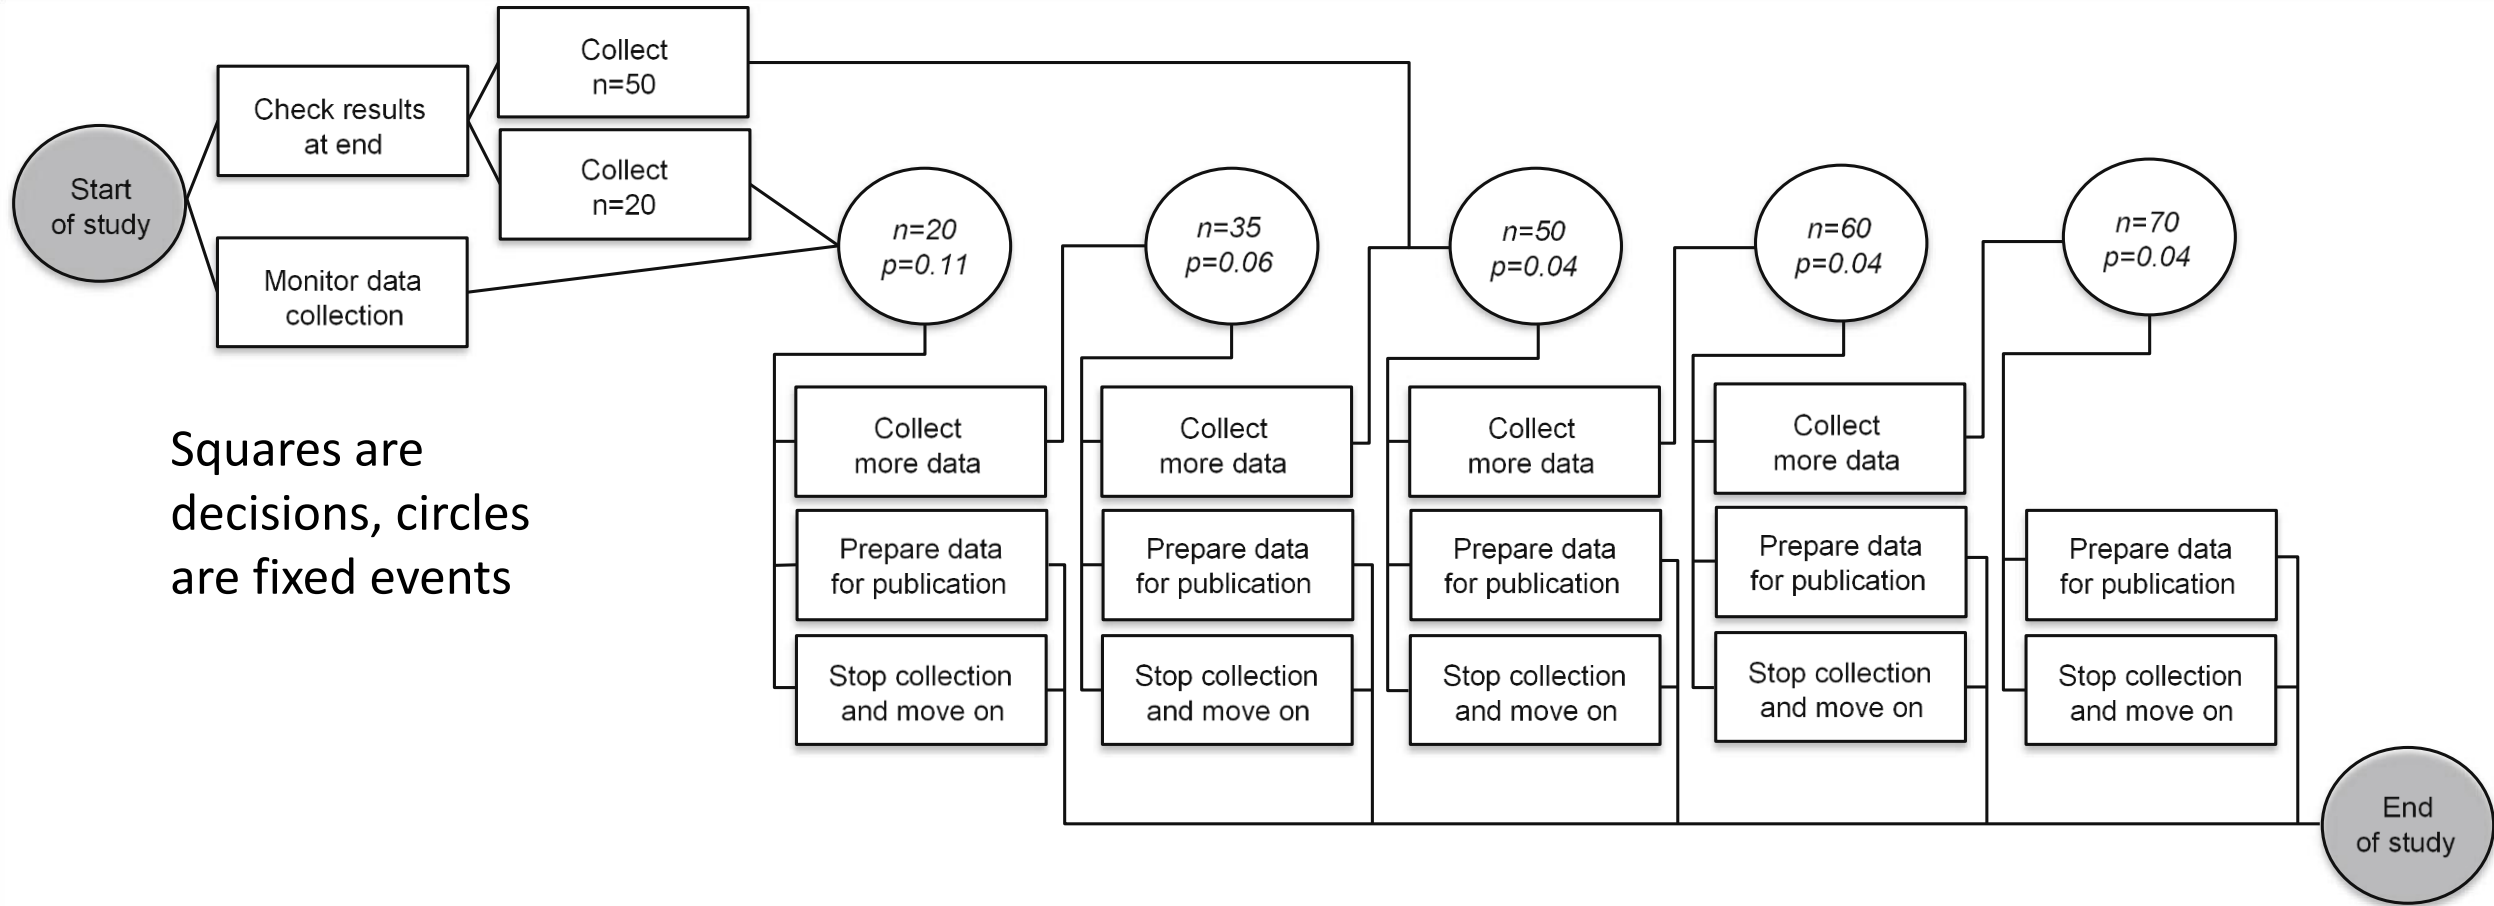 Start
of study
Check results
at end
Monitor data
collection
Collect
n=50
Collect
n=20
n=20
p=0.11
n=35
p=0.06
n=50
p=0.04
n=60
p=0.04
n=70
p=0.04
Collect
more data
Prepare data
for publication
Stop collection
and move on
Collect
more data
Prepare data
for publication
Stop collection
and move on
Collect
more data
Prepare data
for publication
Stop collection
and move on
Collect
more data
Prepare data
for publication
Stop collection
and move on
Prepare data
for publication
Stop collection
and move on
End
of study
Squares are
decisions, circles
are fixed events